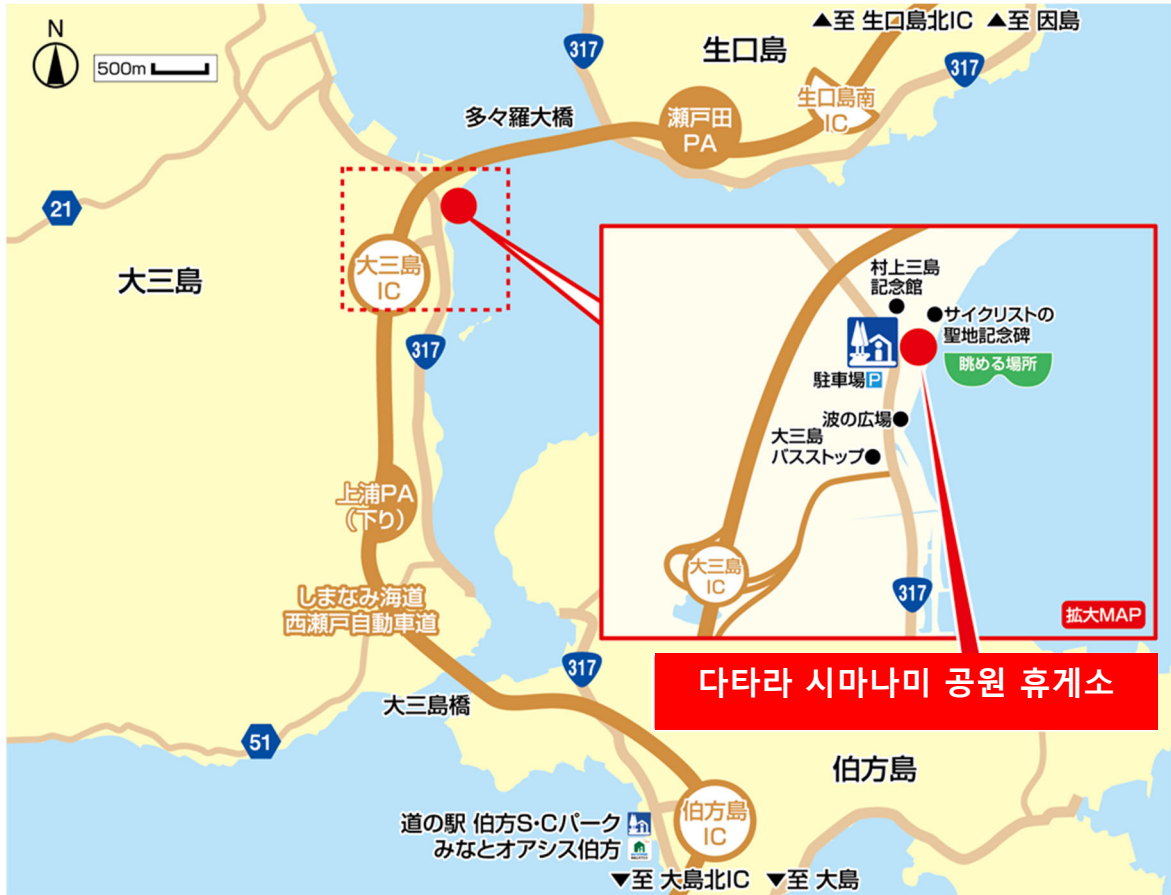 N
500m
▲至 生口島北IC ▲至 因島
317
生口島
317
生口島南
IC
瀬戸田
PA
多々羅大橋
21
大三島
大三島
IC
317
村上三島
記念館
サイクリストの
聖地記念碑
眺める場所
駐車場P
波の広場
大三島
バスストップ
大三島
IC
317
拡大MAP
上浦PA
(下り)
しまなみ海道
西瀬戸自動車道
317
다타라 시마나미 공원 휴게소
大三島橋
51
伯方島
伯方島
IC
道の駅 伯方S・Cパーク
みなとオアシス伯方
▼至 大島北IC ▼至 大島